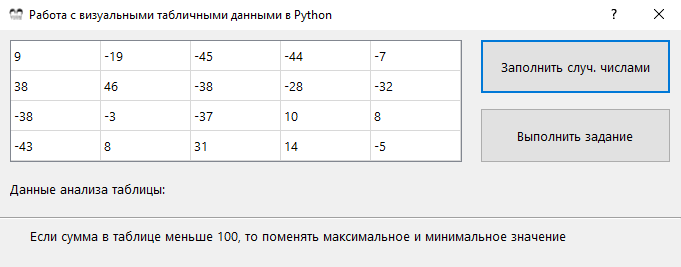 Работа с визуальными табличными данными в Python
9 -19 -45 -44 -7
38 46 -38 -28 -32
-38 -3 -37 10 8
-43 8 31 14 -5
Заполнить случ. числами
Выполнить задание
Данные анализа таблицы:
Если сумма в таблице меньше 100, то поменять максимальное и минимальное значение